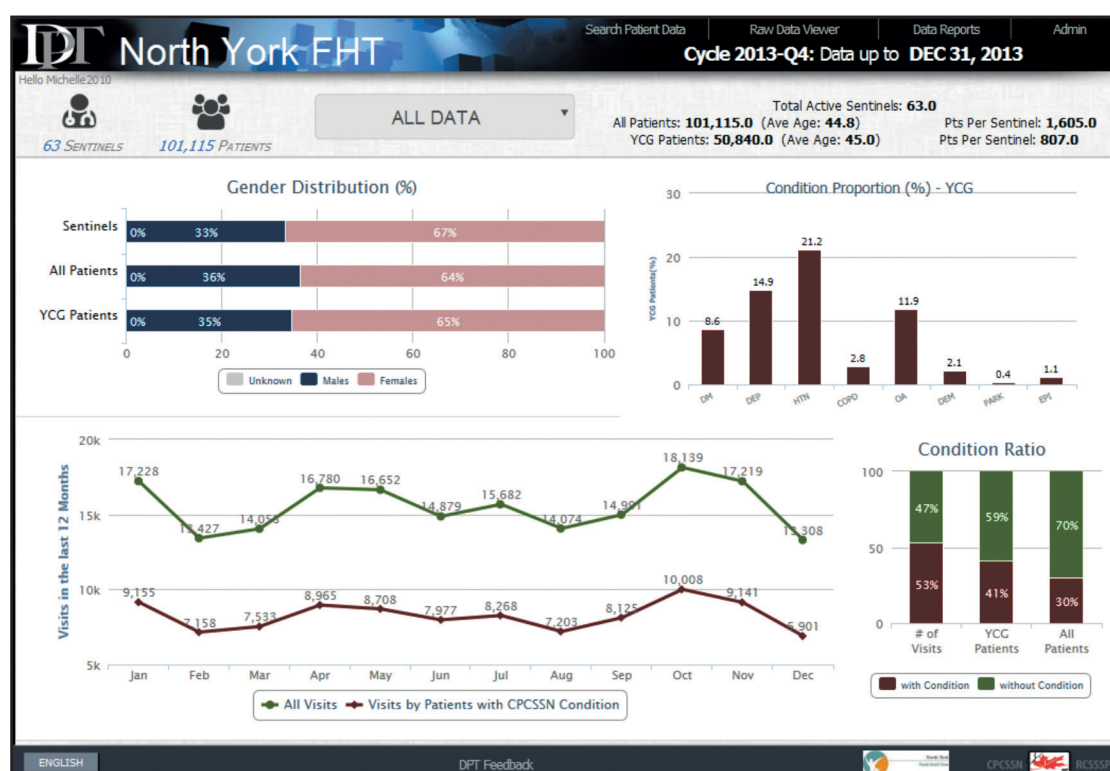 DPT North York FHT
Search Patient Data Raw Data Viewer Data Reports Admin
Cycle 2013-Q4: Data up to DEC 31, 2013
Hello Michelle2010
63 SENTINELS
101,115 PATIENTS
ALL DATA
Total Active Sentinels: 63.0
All Patients: 101,115.0 (Ave Age: 44.8) Pts Per Sentinel: 1,605.0
YCG Patients: 50,840.0 (Ave Age: 45.0) Pts Per Sentinel: 807.0
Gender Distribution (%)
Sentinels 0% 33% 67%
All Patients 0% 36% 64%
YCG Patients 0% 35% 65%
0 20 40 60 80 100
Unknown Males Females
Condition Proportion (%) - YCG
YCG Patients(%)
30
20
10
0
8.6 14.9 21.2 2.8 11.9 2.1 0.4 1.1
DM DEP HTN COPD OA DEM PARK EPI
Visits in the last 12 Months
20k
15k
10k
5k
17,228 13,427 14,053 16,780 16,652 14,879 15,682 14,074 14,991 18,139 17,219 13,308
9,155 7,158 7,533 8,965 8,708 7,977 8,268 7,203 8,125 10,008 9,141 6,901
Jan Feb Mar Apr May Jun Jul Aug Sep Oct Nov Dec
All Visits Visits by Patients with CPCSSN Condition
Condition Ratio
100
50
0
47% 59% 70%
53% 41% 30%
# of Visits
YCG Patients
All Patients
with Condition without Condition
ENGLISH
DPT Feedback
CPCSSN RCSSSP